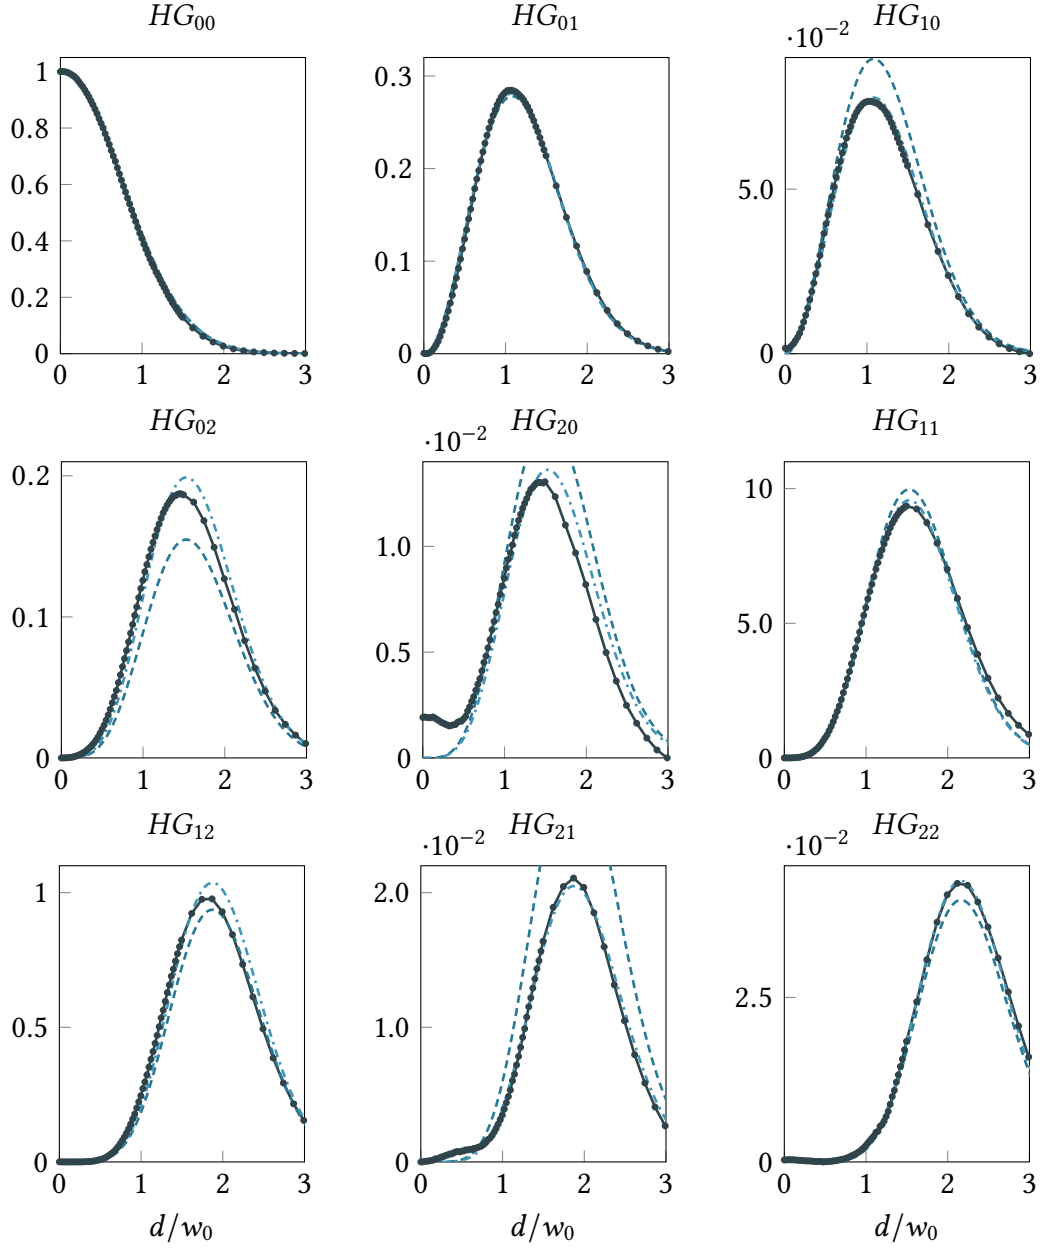 HG₀₀ HG₀₁ HG₁₀
·10⁻²
1 0.3
0.8
0.6 0.2 5.0
0.4 0.1
0.2
0 0 0
0 1 2 3 0 1 2 3 0 1 2 3
HG₀₂ HG₂₀ HG₁₁
·10⁻²
0.2 1.0 10
0.1 0.5 5.0
0 0 0
0 1 2 3 0 1 2 3 0 1 2 3
HG₁₂ HG₂₁ HG₂₂
·10⁻² ·10⁻²
1 2.0
0.5 1.0 2.5
0 0 0
0 1 2 3 0 1 2 3 0 1 2 3
d/w₀ d/w₀ d/w₀